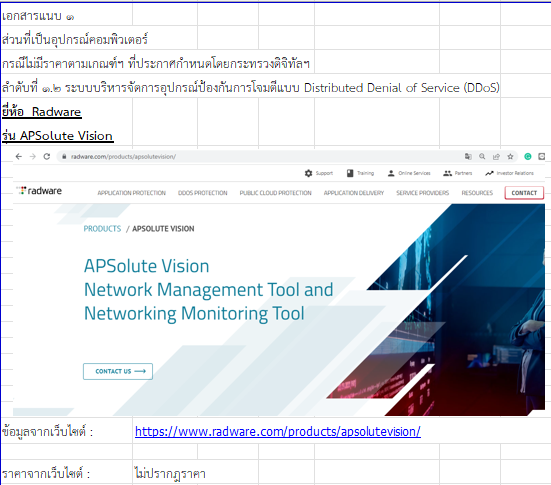 เอกสารแนบ ๑
ส่วนที่เป็นอุปกรณ์คอมพิวเตอร์
กรณีไม่มีราคาตามเกณฑ์ฯ ที่ประกาศกำหนดโดยกระทรวงดิจิทัลฯ
ลำดับที่ ๑.๒ ระบบบริหารจัดการอุปกรณ์ป้องกันการโจมตีแบบ Distributed Denial of Service (DDoS)
ยี่ห้อ Radware
รุ่น APSolute Vision
radware.com/products/apsolutevision/
Support Training Online Services Partners Investor Relations
radware APPLICATION PROTECTION DDOS PROTECTION PUBLIC CLOUD PROTECTION APPLICATION DELIVERY SERVICE PROVIDERS RESOURCES CONTACT
PRODUCTS / APSOLUTE VISION
APSolute Vision
Network Management Tool and
Networking Monitoring Tool
CONTACT US
ข้อมูลจากเว็บไซต์ : https://www.radware.com/products/apsolutevision/
ราคาจากเว็บไซต์ : ไม่ปรากฏราคา